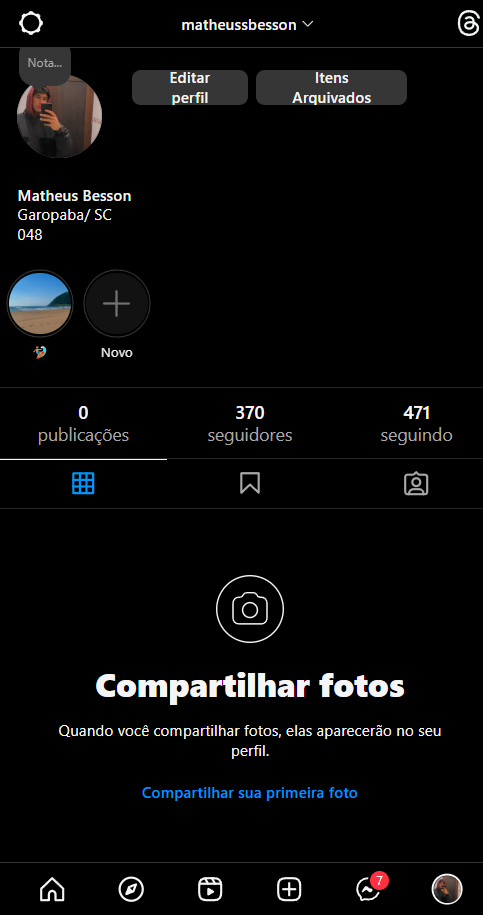 matheussbesson
Nota...
Editar
perfil
Itens
Arquivados
Matheus Besson
Garopaba/ SC
048
Novo
0
publicações
370
seguidores
471
seguindo
Compartilhar fotos
Quando você compartilhar fotos, elas aparecerão no seu
perfil.
Compartilhar sua primeira foto
7